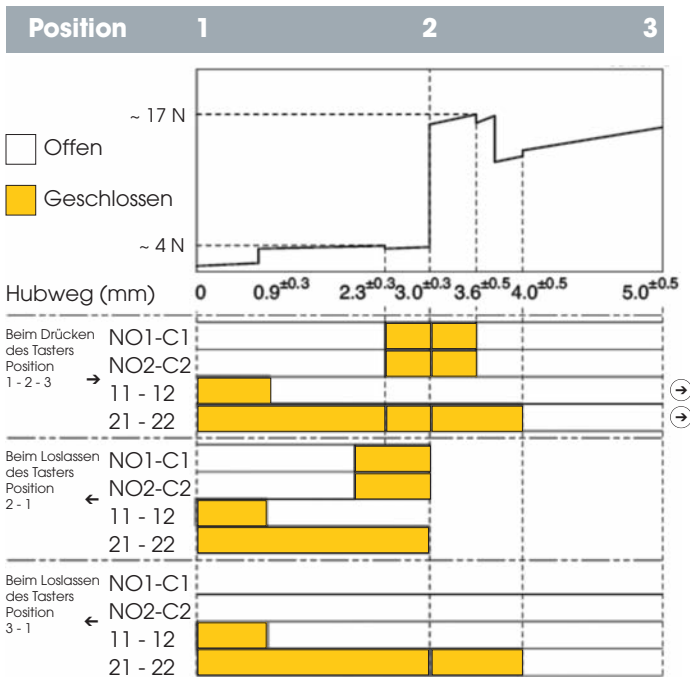 Position 1 2 3
~ 17 N
Offen
Geschlossen
~ 4 N
Hubweg (mm) 0 0.9±0.3 2.3±0.3 3.0±0.3 3.6±0.5 4.0±0.5 5.0±0.5
Beim Drücken
des Tasters
Position
1 - 2 - 3
NO1-C1
NO2-C2
11 - 12
21 - 22
Beim Loslassen
des Tasters
Position
2 - 1
NO1-C1
NO2-C2
11 - 12
21 - 22
Beim Loslassen
des Tasters
Position
3 - 1
NO1-C1
NO2-C2
11 - 12
21 - 22